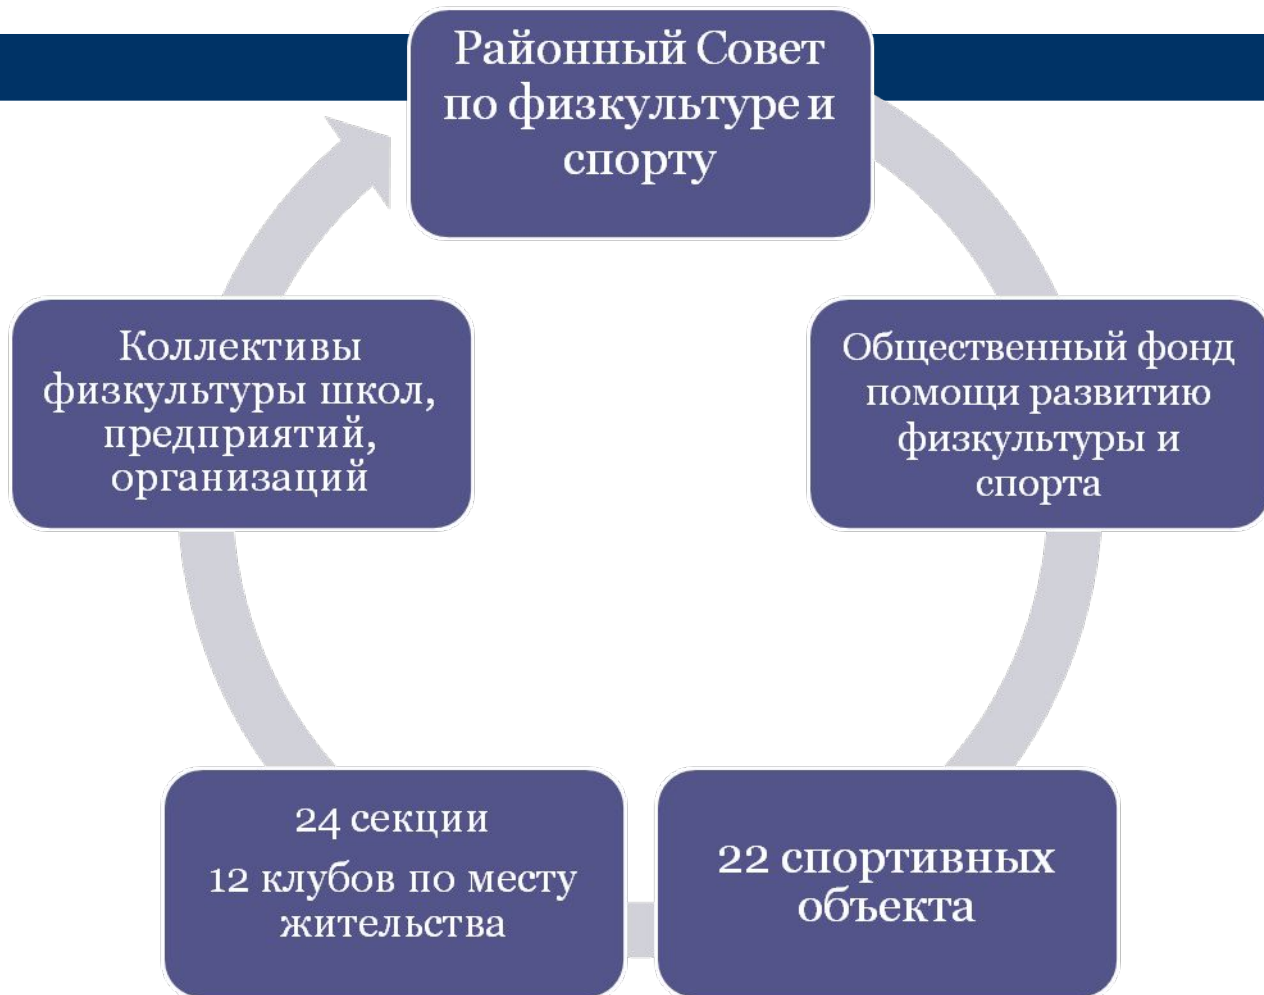 Районный Совет
по физкультуре и
спорту
Общественный фонд
помощи развитию
физкультуры и
спорта
22 спортивных
объекта
24 секции
12 клубов по месту
жительства
Коллективы
физкультуры школ,
предприятий,
организаций